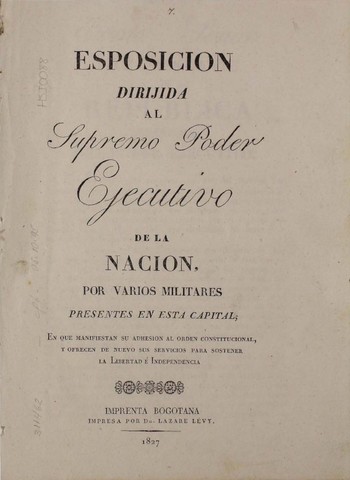 7.
ESPOSICION
DIRIJIDA
AL
Supremo Poder
Ejecutivo
DE LA
NACION,
POR VARIOS MILITARES
PRESENTES EN ESTA CAPITAL;
EN QUE MANIFIESTAN SU ADHESION AL ORDEN CONSTITUCIONAL,
Y OFRECEN DE NUEVO SUS SERVICIOS PARA SOSTENER
LA LIBERTAD É INDEPENDENCIA
IMPRENTA BOGOTANA
IMPRESA POR DO. LAZARE LEVY.
1827